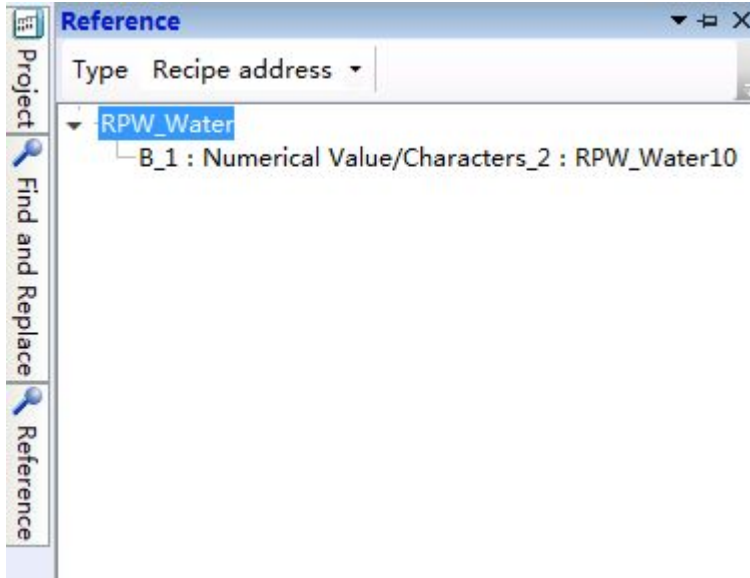 Reference
Type Recipe address
RPW_Water
B_1 : Numerical Value/Characters_2 : RPW_Water10
Project
Find and Replace
Reference